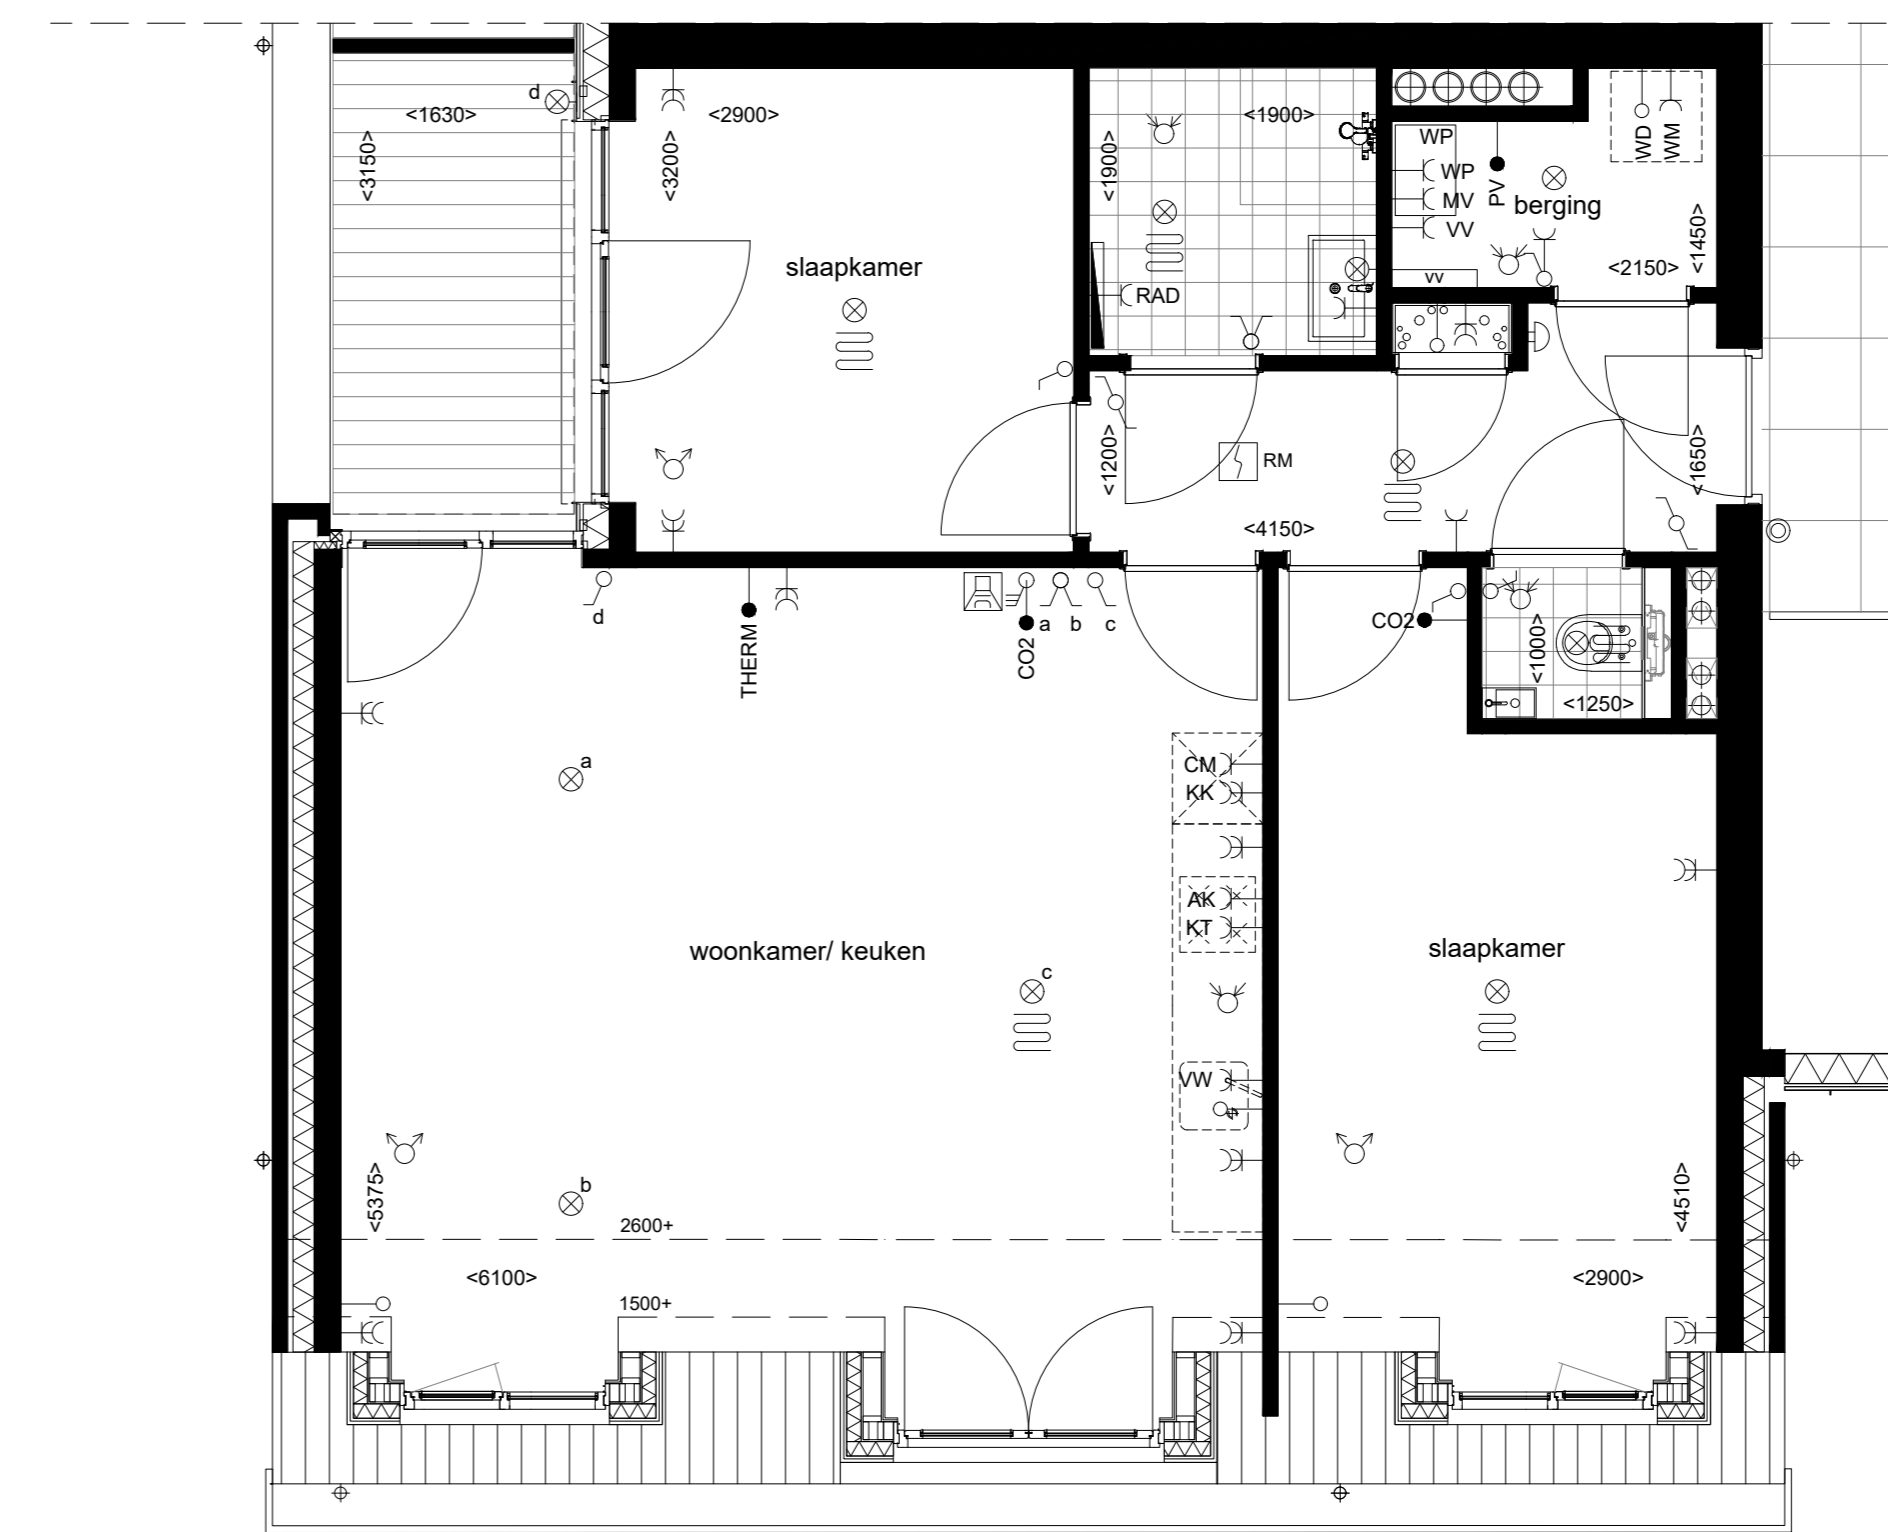 d
<1630>
<2900>
<1900>
<3150>
<3200>
<1900>
WP
WP
MV
VV
PV
WD
WM
berging
<1450>
<2150>
vv
slaapkamer
RAD
<1200>
RM
<1650>
<4150>
d
THERM
CO2
a
b
c
CO2
<1000>
<1250>
a
CM
KK
AK
KT
woonkamer/ keuken
slaapkamer
c
VW
<5375>
b
<4510>
2600+
<6100>
<2900>
1500+